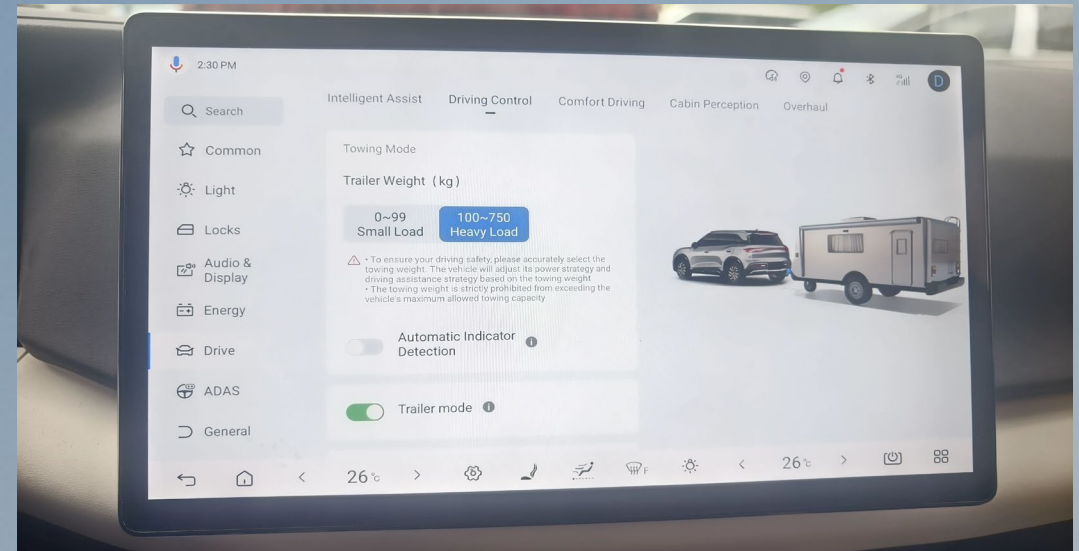 2:30 PM
D
Search
Common
Light
Locks
Audio &
Display
Energy
Drive
ADAS
General
Intelligent Assist
Driving Control
Comfort Driving
Cabin Perception
Overhaul
Towing Mode
Trailer Weight (kg)
0~99
Small Load
100~750
Heavy Load
• To ensure your driving safety, please accurately select the
towing weight. The vehicle will adjust its power strategy and
driving assistance strategy based on the towing weight
• The towing weight is strictly prohibited from exceeding the
vehicle's maximum allowed towing capacity
Automatic Indicator
Detection
Trailer mode
26°C
F
26°C